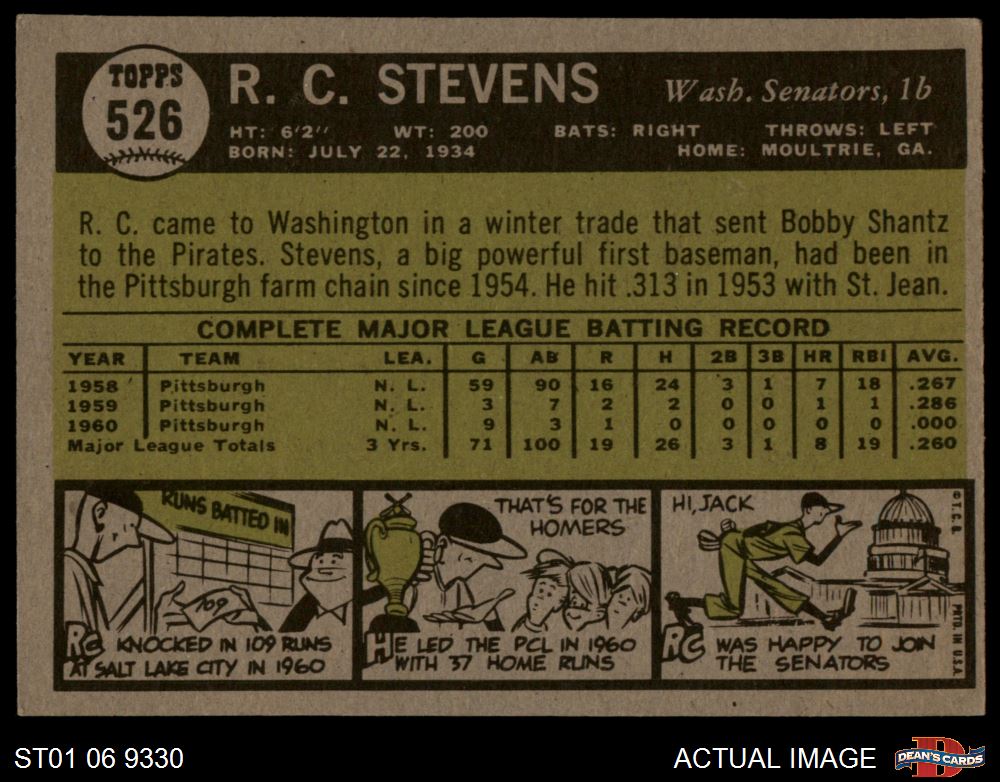 TOPPS
526
R. C. STEVENS
Wash. Senators, 1b
HT: 6'2" WT: 200 BATS: RIGHT THROWS: LEFT
BORN: JULY 22, 1934 HOME: MOULTRIE, GA.
R. C. came to Washington in a winter trade that sent Bobby Shantz
to the Pirates. Stevens, a big powerful first baseman, had been in
the Pittsburgh farm chain since 1954. He hit .313 in 1953 with St. Jean.
COMPLETE MAJOR LEAGUE BATTING RECORD
YEAR TEAM LEA. G AB R H 2B 3B HR RBI AVG.
1958 Pittsburgh N. L. 59 90 16 24 3 1 7 18 .267
1959 Pittsburgh N. L. 3 7 2 2 0 0 1 1 .286
1960 Pittsburgh N. L. 9 3 1 0 0 0 0 0 .000
Major League Totals 3 Yrs. 71 100 19 26 3 1 8 19 .260
RUNS BATTED IN
109
RC KNOCKED IN 109 RUNS
AT SALT LAKE CITY IN 1960
THAT'S FOR THE
HOMERS
HE LED THE PCL IN 1960
WITH 37 HOME RUNS
HI, JACK
RC WAS HAPPY TO JOIN
THE SENATORS
© T.C.G. PRTD. IN U.S.A.
ST01 06 9330
ACTUAL IMAGE
D
DEAN'S CARDS